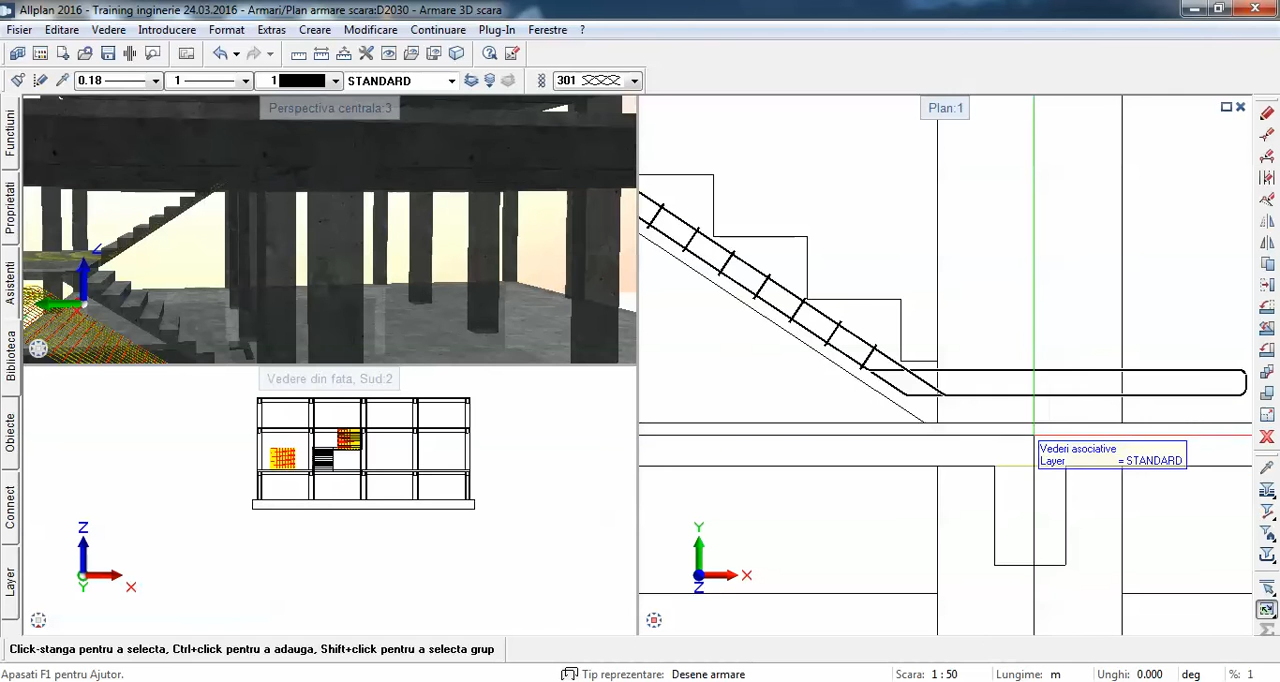 Allplan 2016 - Training inginerie 24.03.2016 - Armari/Plan armare scara:D2030 - Armare 3D scara
Fisier Editare Vedere Introducere Format Extras Creare Modificare Continuare Plug-In Ferestre ?
0.18 1 1 STANDARD 301
Functiuni
Proprietati
Asistenti
Biblioteca
Obiecte
Connect
Layer
Perspectiva centrala:3
Z
X
Vedere din fata, Sud:2
Z
Y
X
Plan:1
Vederi asociative
Layer = STANDARD
Y
X
Z
Click-stanga pentru a selecta, Ctrl+click pentru a adauga, Shift+click pentru a selecta grup
Apasati F1 pentru Ajutor. Tip reprezentare: Desene armare Scara: 1 : 50 Lungime: m Unghi: 0.000 deg %: 1